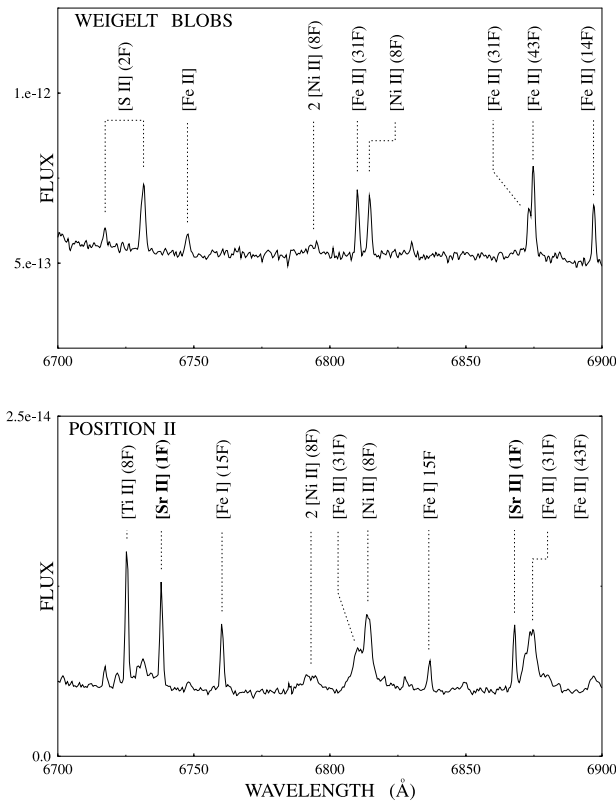 WEIGELT BLOBS
[S II] (2F)
[Fe II]
2 [Ni II] (8F)
[Fe II] (31F)
[Ni II] (8F)
[Fe II] (31F)
[Fe II] (43F)
[Fe II] (14F)
FLUX
1.e-12
5.e-13
6700
6750
6800
6850
6900
POSITION II
[Ti II] (8F)
[Sr II] (1F)
[Fe I] (15F)
2 [Ni II] (8F)
[Fe II] (31F)
[Ni II] (8F)
[Fe I] 15F
[Sr II] (1F)
[Fe II] (31F)
[Fe II] (43F)
FLUX
2.5e-14
0.0
6700
6750
6800
6850
6900
WAVELENGTH (Å)